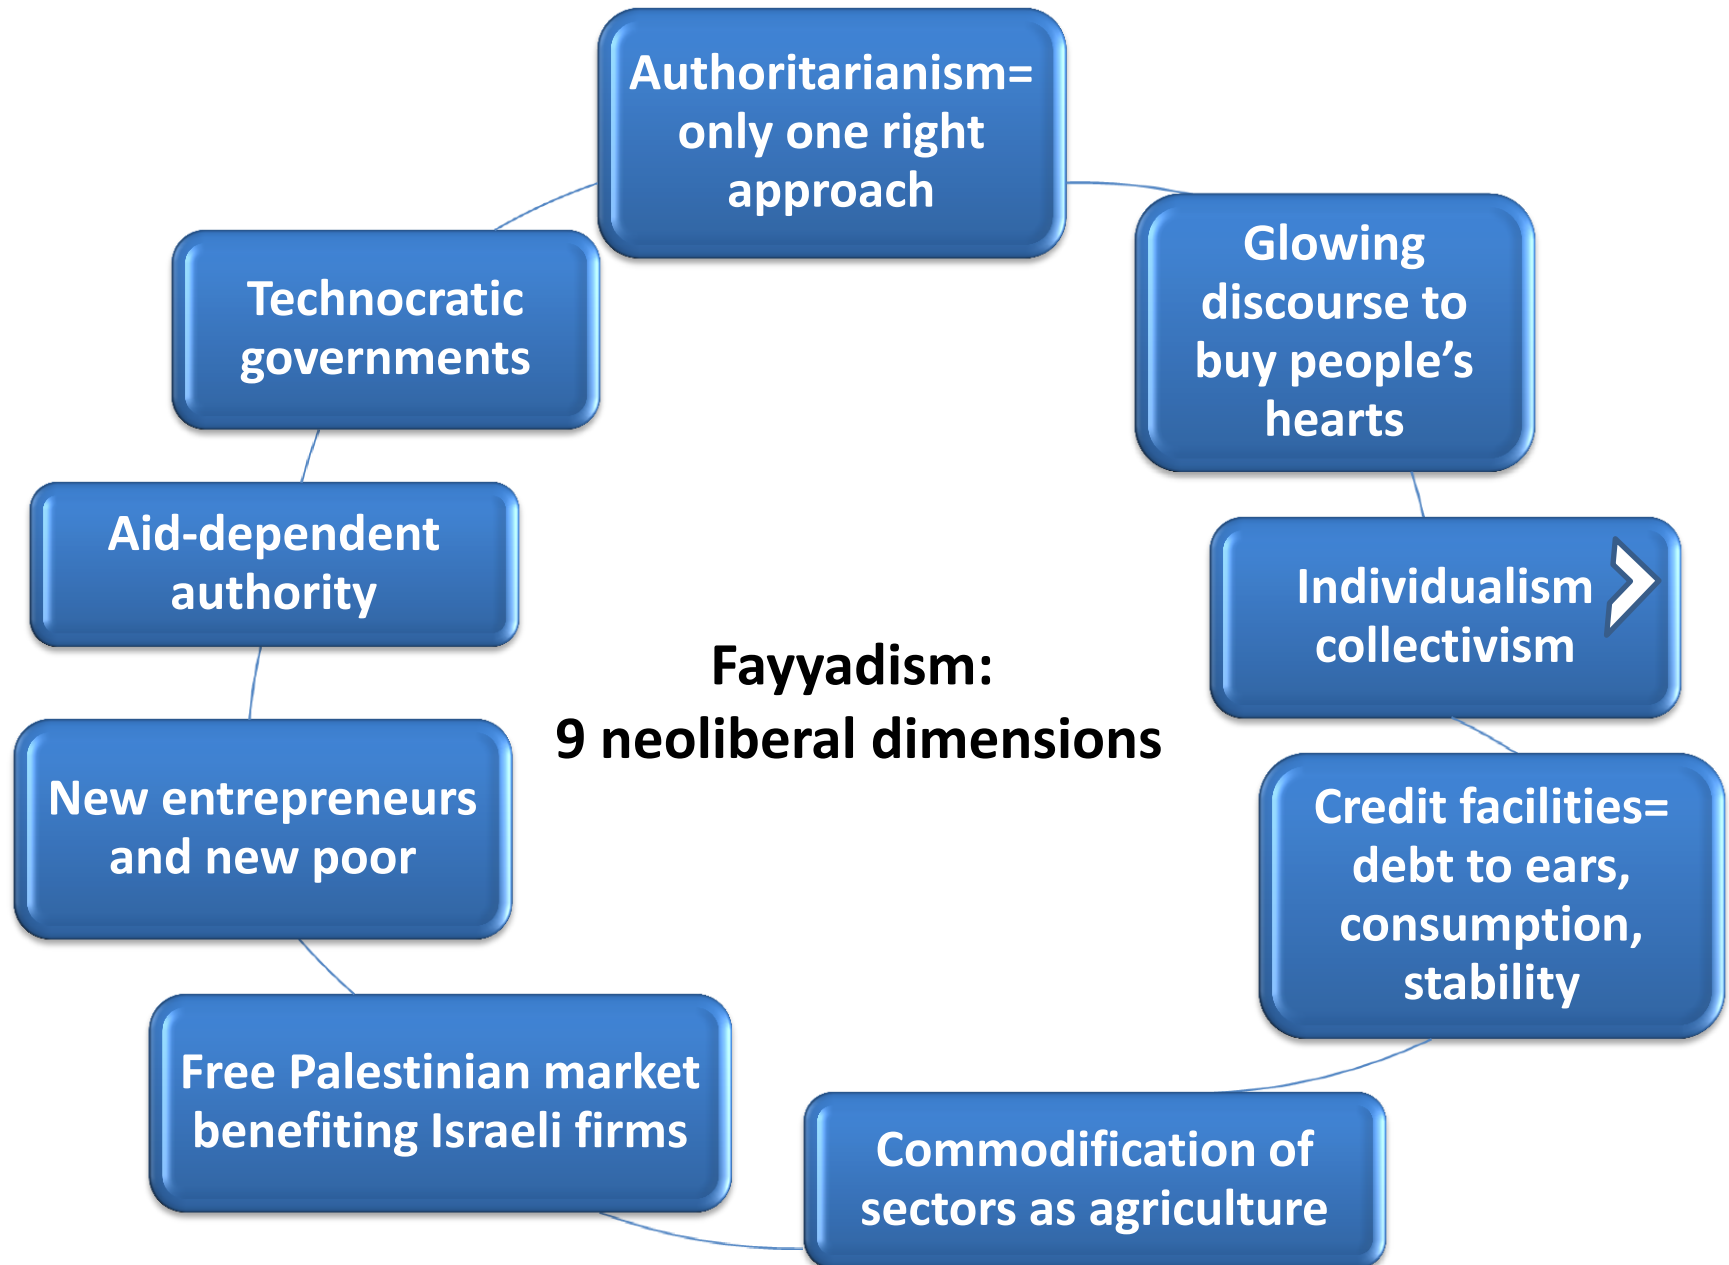 Authoritarianism=
only one right
approach
Glowing
discourse to
buy people’s
hearts
Individualism
collectivism
Credit facilities=
debt to ears,
consumption,
stability
Commodification of
sectors as agriculture
Free Palestinian market
benefiting Israeli firms
New entrepreneurs
and new poor
Aid-dependent
authority
Technocratic
governments
Fayyadism:
9 neoliberal dimensions